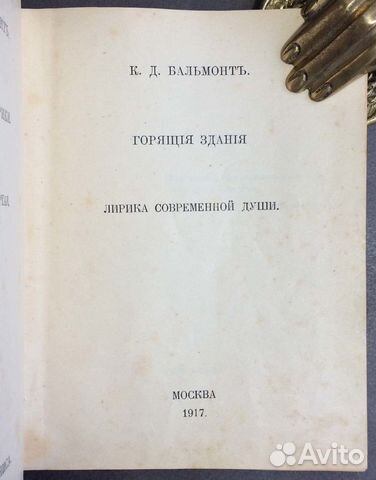 К. Д. БАЛЬМОНТЪ.
ГОРЯЩІЯ ЗДАНІЯ
ЛИРИКА СОВРЕМЕННОЙ ДУШИ.
МОСКВА
1917.
Avito